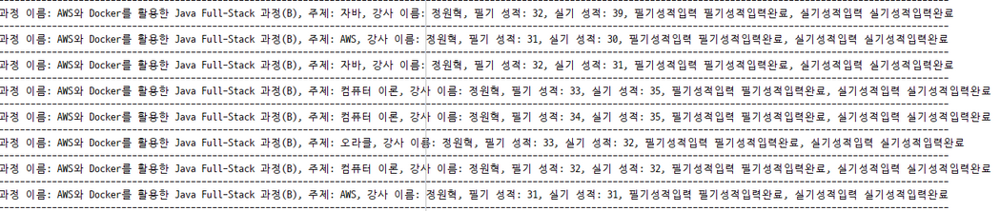 과정 이름: AWS와 Docker를 활용한 Java Full-Stack 과정(B), 주제: 자바, 강사 이름: 정원혁, 필기 성적: 32, 실기 성적: 39, 필기성적입력 필기성적입력완료, 실기성적입력 실기성적입력완료
과정 이름: AWS와 Docker를 활용한 Java Full-Stack 과정(B), 주제: AWS, 강사 이름: 정원혁, 필기 성적: 31, 실기 성적: 30, 필기성적입력 필기성적입력완료, 실기성적입력 실기성적입력완료
과정 이름: AWS와 Docker를 활용한 Java Full-Stack 과정(B), 주제: 자바, 강사 이름: 정원혁, 필기 성적: 32, 실기 성적: 31, 필기성적입력 필기성적입력완료, 실기성적입력 실기성적입력완료
과정 이름: AWS와 Docker를 활용한 Java Full-Stack 과정(B), 주제: 컴퓨터 이론, 강사 이름: 정원혁, 필기 성적: 33, 실기 성적: 35, 필기성적입력 필기성적입력완료, 실기성적입력 실기성적입력완료
과정 이름: AWS와 Docker를 활용한 Java Full-Stack 과정(B), 주제: 컴퓨터 이론, 강사 이름: 정원혁, 필기 성적: 34, 실기 성적: 35, 필기성적입력 필기성적입력완료, 실기성적입력 실기성적입력완료
과정 이름: AWS와 Docker를 활용한 Java Full-Stack 과정(B), 주제: 오라클, 강사 이름: 정원혁, 필기 성적: 33, 실기 성적: 32, 필기성적입력 필기성적입력완료, 실기성적입력 실기성적입력완료
과정 이름: AWS와 Docker를 활용한 Java Full-Stack 과정(B), 주제: 컴퓨터 이론, 강사 이름: 정원혁, 필기 성적: 32, 실기 성적: 32, 필기성적입력 필기성적입력완료, 실기성적입력 실기성적입력완료
과정 이름: AWS와 Docker를 활용한 Java Full-Stack 과정(B), 주제: AWS, 강사 이름: 정원혁, 필기 성적: 31, 실기 성적: 31, 필기성적입력 필기성적입력완료, 실기성적입력 실기성적입력완료